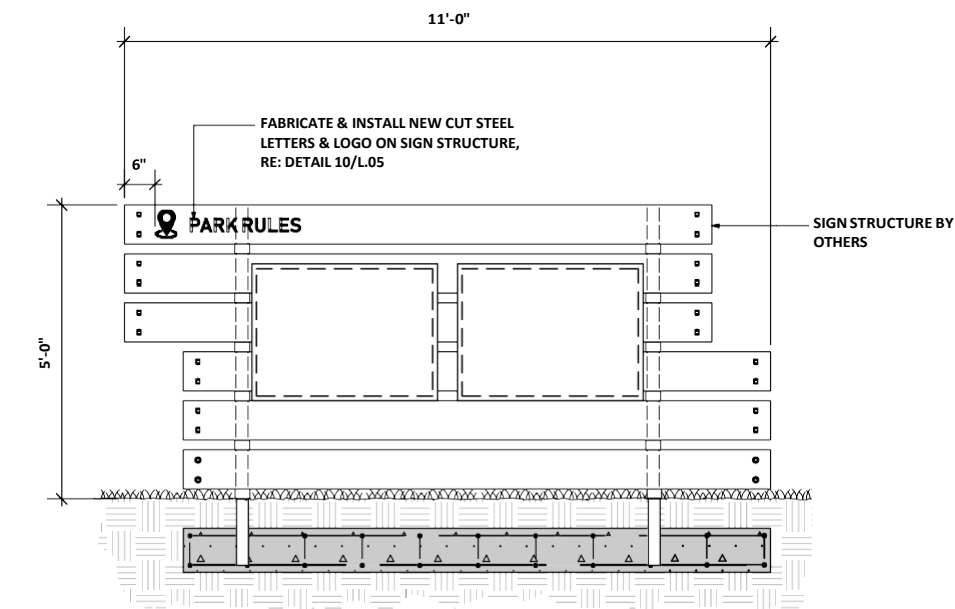 11'-0"
FABRICATE & INSTALL NEW CUT STEEL
LETTERS & LOGO ON SIGN STRUCTURE,
RE: DETAIL 10/L.05
6"
PARK RULES
SIGN STRUCTURE BY
OTHERS
5'-0"